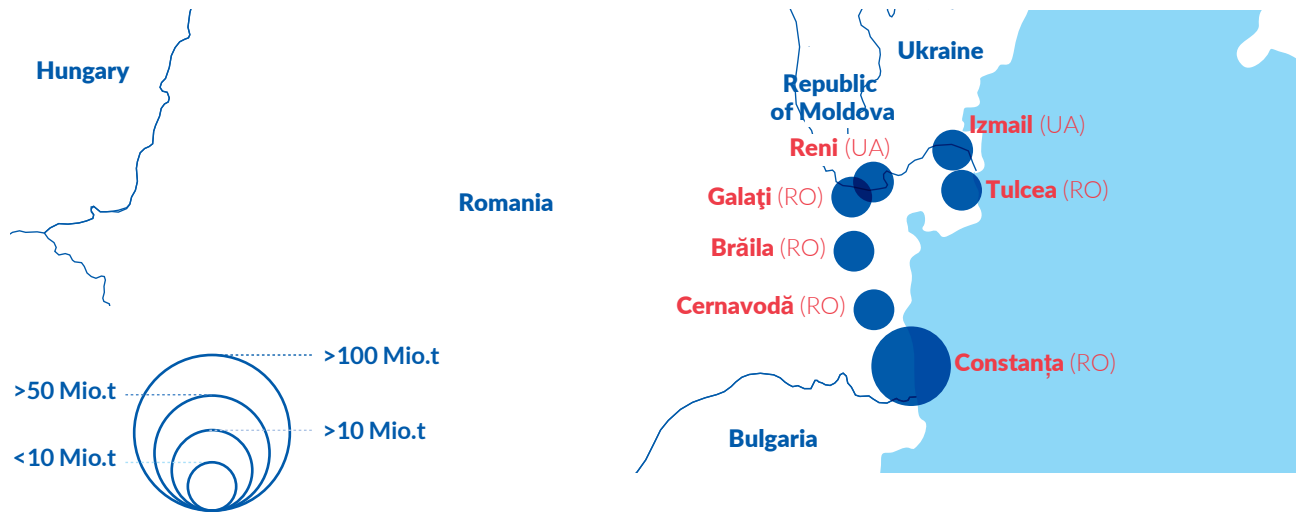 Hungary
Ukraine
Republic
of Moldova
Izmail (UA)
Reni (UA)
Galaţi (RO)
Tulcea (RO)
Romania
Brăila (RO)
Cernavodă (RO)
Constanța (RO)
>100 Mio.t
>50 Mio.t
>10 Mio.t
<10 Mio.t
Bulgaria